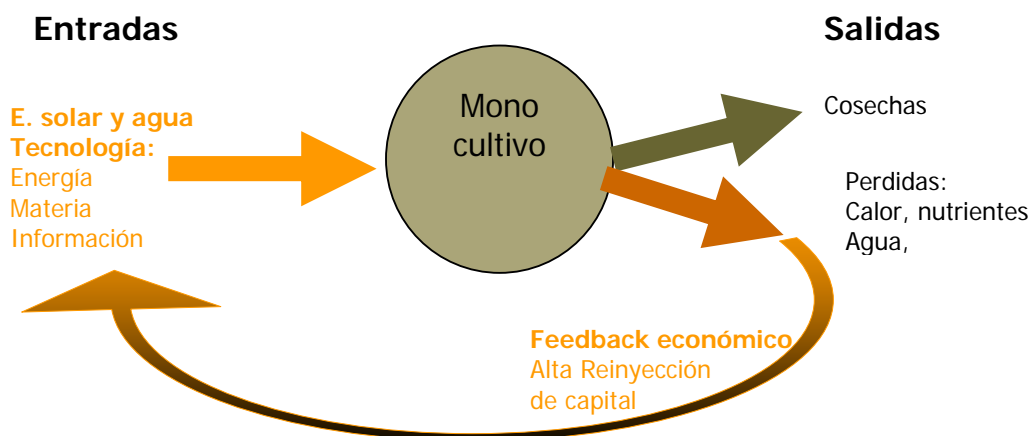 Entradas
Salidas
E. solar y agua
Tecnología:
Energía
Materia
Información
Mono
cultivo
Cosechas
Perdidas:
Calor, nutrientes
Agua,
Feedback económico
Alta Reinyección
de capital